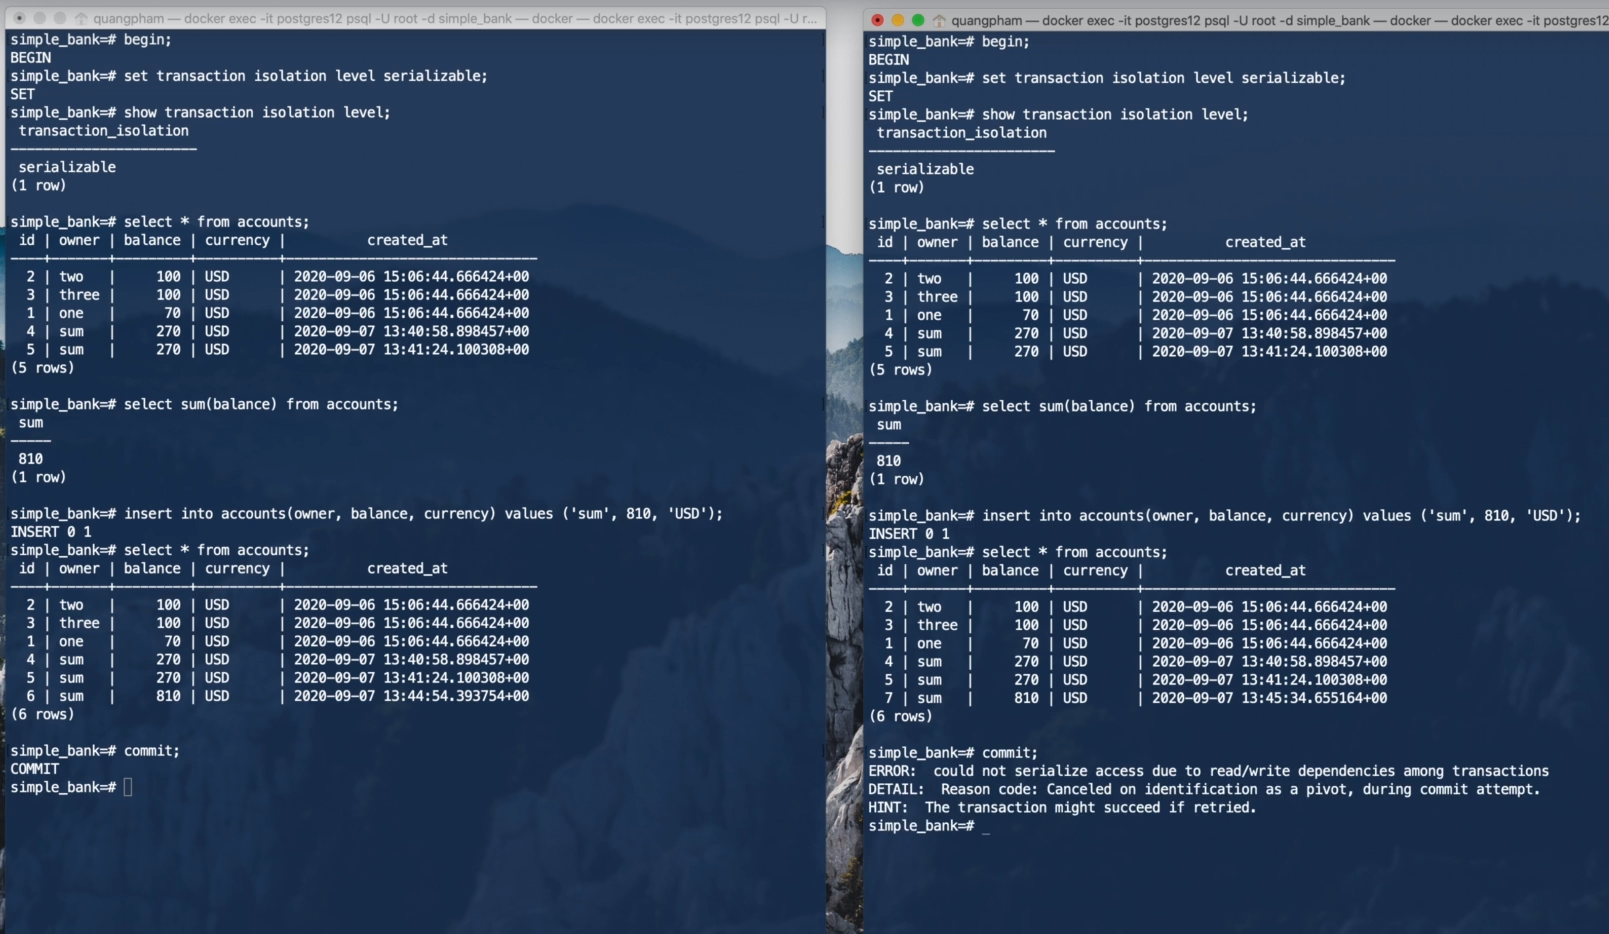 quangpham — docker exec -it postgres12 psql -U root -d simple_bank — docker — docker exec -it postgres12 psql -U r...
simple_bank=# begin;
BEGIN
simple_bank=# set transaction isolation level serializable;
SET
simple_bank=# show transaction isolation level;
transaction_isolation
-----------------------
serializable
(1 row)
simple_bank=# select * from accounts;
id | owner | balance | currency | created_at
----+-------+---------+----------+-------------------------------
2 | two | 100 | USD | 2020-09-06 15:06:44.666424+00
3 | three | 100 | USD | 2020-09-06 15:06:44.666424+00
1 | one | 70 | USD | 2020-09-06 15:06:44.666424+00
4 | sum | 270 | USD | 2020-09-07 13:40:58.898457+00
5 | sum | 270 | USD | 2020-09-07 13:41:24.100308+00
(5 rows)
simple_bank=# select sum(balance) from accounts;
sum
-----
810
(1 row)
simple_bank=# insert into accounts(owner, balance, currency) values ('sum', 810, 'USD');
INSERT 0 1
simple_bank=# select * from accounts;
id | owner | balance | currency | created_at
----+-------+---------+----------+-------------------------------
2 | two | 100 | USD | 2020-09-06 15:06:44.666424+00
3 | three | 100 | USD | 2020-09-06 15:06:44.666424+00
1 | one | 70 | USD | 2020-09-06 15:06:44.666424+00
4 | sum | 270 | USD | 2020-09-07 13:40:58.898457+00
5 | sum | 270 | USD | 2020-09-07 13:41:24.100308+00
6 | sum | 810 | USD | 2020-09-07 13:44:54.393754+00
(6 rows)
simple_bank=# commit;
COMMIT
simple_bank=#
quangpham — docker exec -it postgres12 psql -U root -d simple_bank — docker — docker exec -it postgres12
simple_bank=# begin;
BEGIN
simple_bank=# set transaction isolation level serializable;
SET
simple_bank=# show transaction isolation level;
transaction_isolation
-----------------------
serializable
(1 row)
simple_bank=# select * from accounts;
id | owner | balance | currency | created_at
----+-------+---------+----------+-------------------------------
2 | two | 100 | USD | 2020-09-06 15:06:44.666424+00
3 | three | 100 | USD | 2020-09-06 15:06:44.666424+00
1 | one | 70 | USD | 2020-09-06 15:06:44.666424+00
4 | sum | 270 | USD | 2020-09-07 13:40:58.898457+00
5 | sum | 270 | USD | 2020-09-07 13:41:24.100308+00
(5 rows)
simple_bank=# select sum(balance) from accounts;
sum
-----
810
(1 row)
simple_bank=# insert into accounts(owner, balance, currency) values ('sum', 810, 'USD');
INSERT 0 1
simple_bank=# select * from accounts;
id | owner | balance | currency | created_at
----+-------+---------+----------+-------------------------------
2 | two | 100 | USD | 2020-09-06 15:06:44.666424+00
3 | three | 100 | USD | 2020-09-06 15:06:44.666424+00
1 | one | 70 | USD | 2020-09-06 15:06:44.666424+00
4 | sum | 270 | USD | 2020-09-07 13:40:58.898457+00
5 | sum | 270 | USD | 2020-09-07 13:41:24.100308+00
7 | sum | 810 | USD | 2020-09-07 13:45:34.655164+00
(6 rows)
simple_bank=# commit;
ERROR:  could not serialize access due to read/write dependencies among transactions
DETAIL:  Reason code: Canceled on identification as a pivot, during commit attempt.
HINT:  The transaction might succeed if retried.
simple_bank=# _